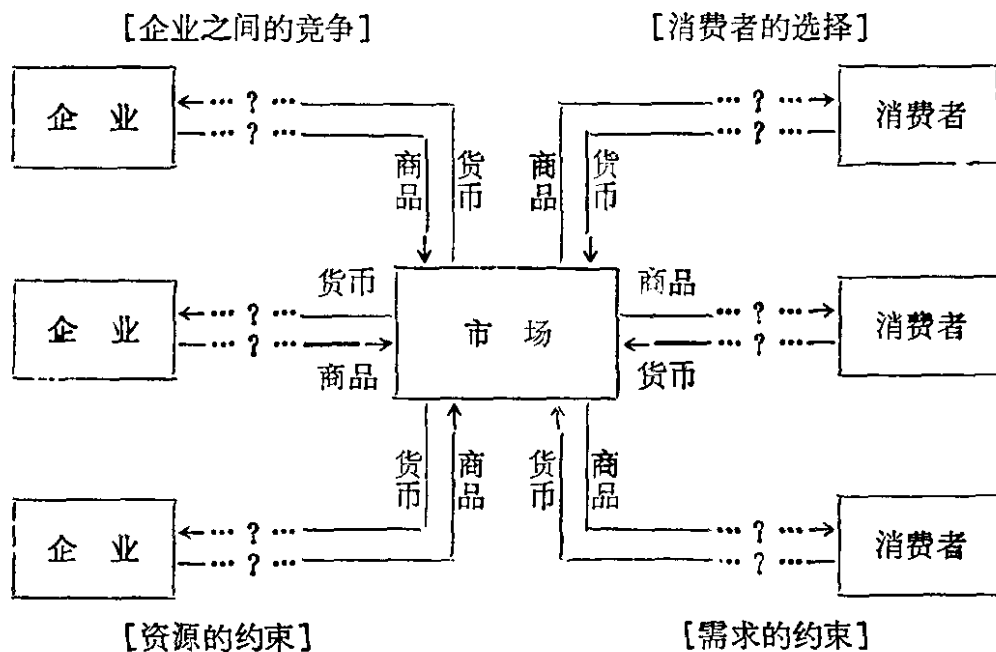 [企业之间的竞争]
[消费者的选择]
企 业
… ? …
… ? …
商品
货币
商品
货币
… ? …
… ? …
消费者
企 业
… ? …
… ? …
货币
商品
市 场
商品
货币
… ? …
… ? …
消费者
企 业
… ? …
… ? …
货币
商品
货币
商品
… ? …
… ? …
消费者
[资源的约束]
[需求的约束]